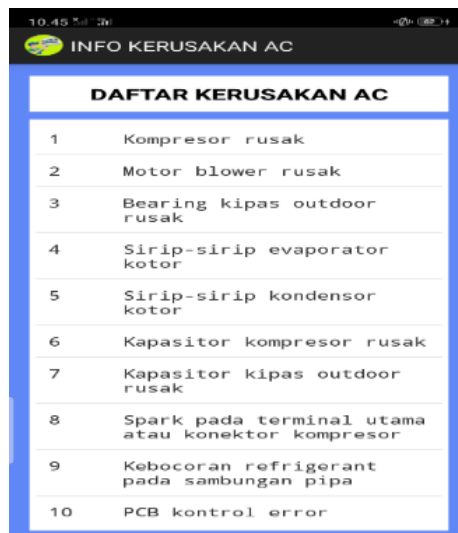 10.45
62
INFO KERUSAKAN AC
DAFTAR KERUSAKAN AC
1 Kompresor rusak
2 Motor blower rusak
3 Bearing kipas outdoor
rusak
4 Sirip-sirip evaporator
kotor
5 Sirip-sirip kondensor
kotor
6 Kapasitor kompresor rusak
7 Kapasitor kipas outdoor
rusak
8 Spark pada terminal utama
atau konektor kompresor
9 Kebocoran refrigerant
pada sambungan pipa
10 PCB kontrol error